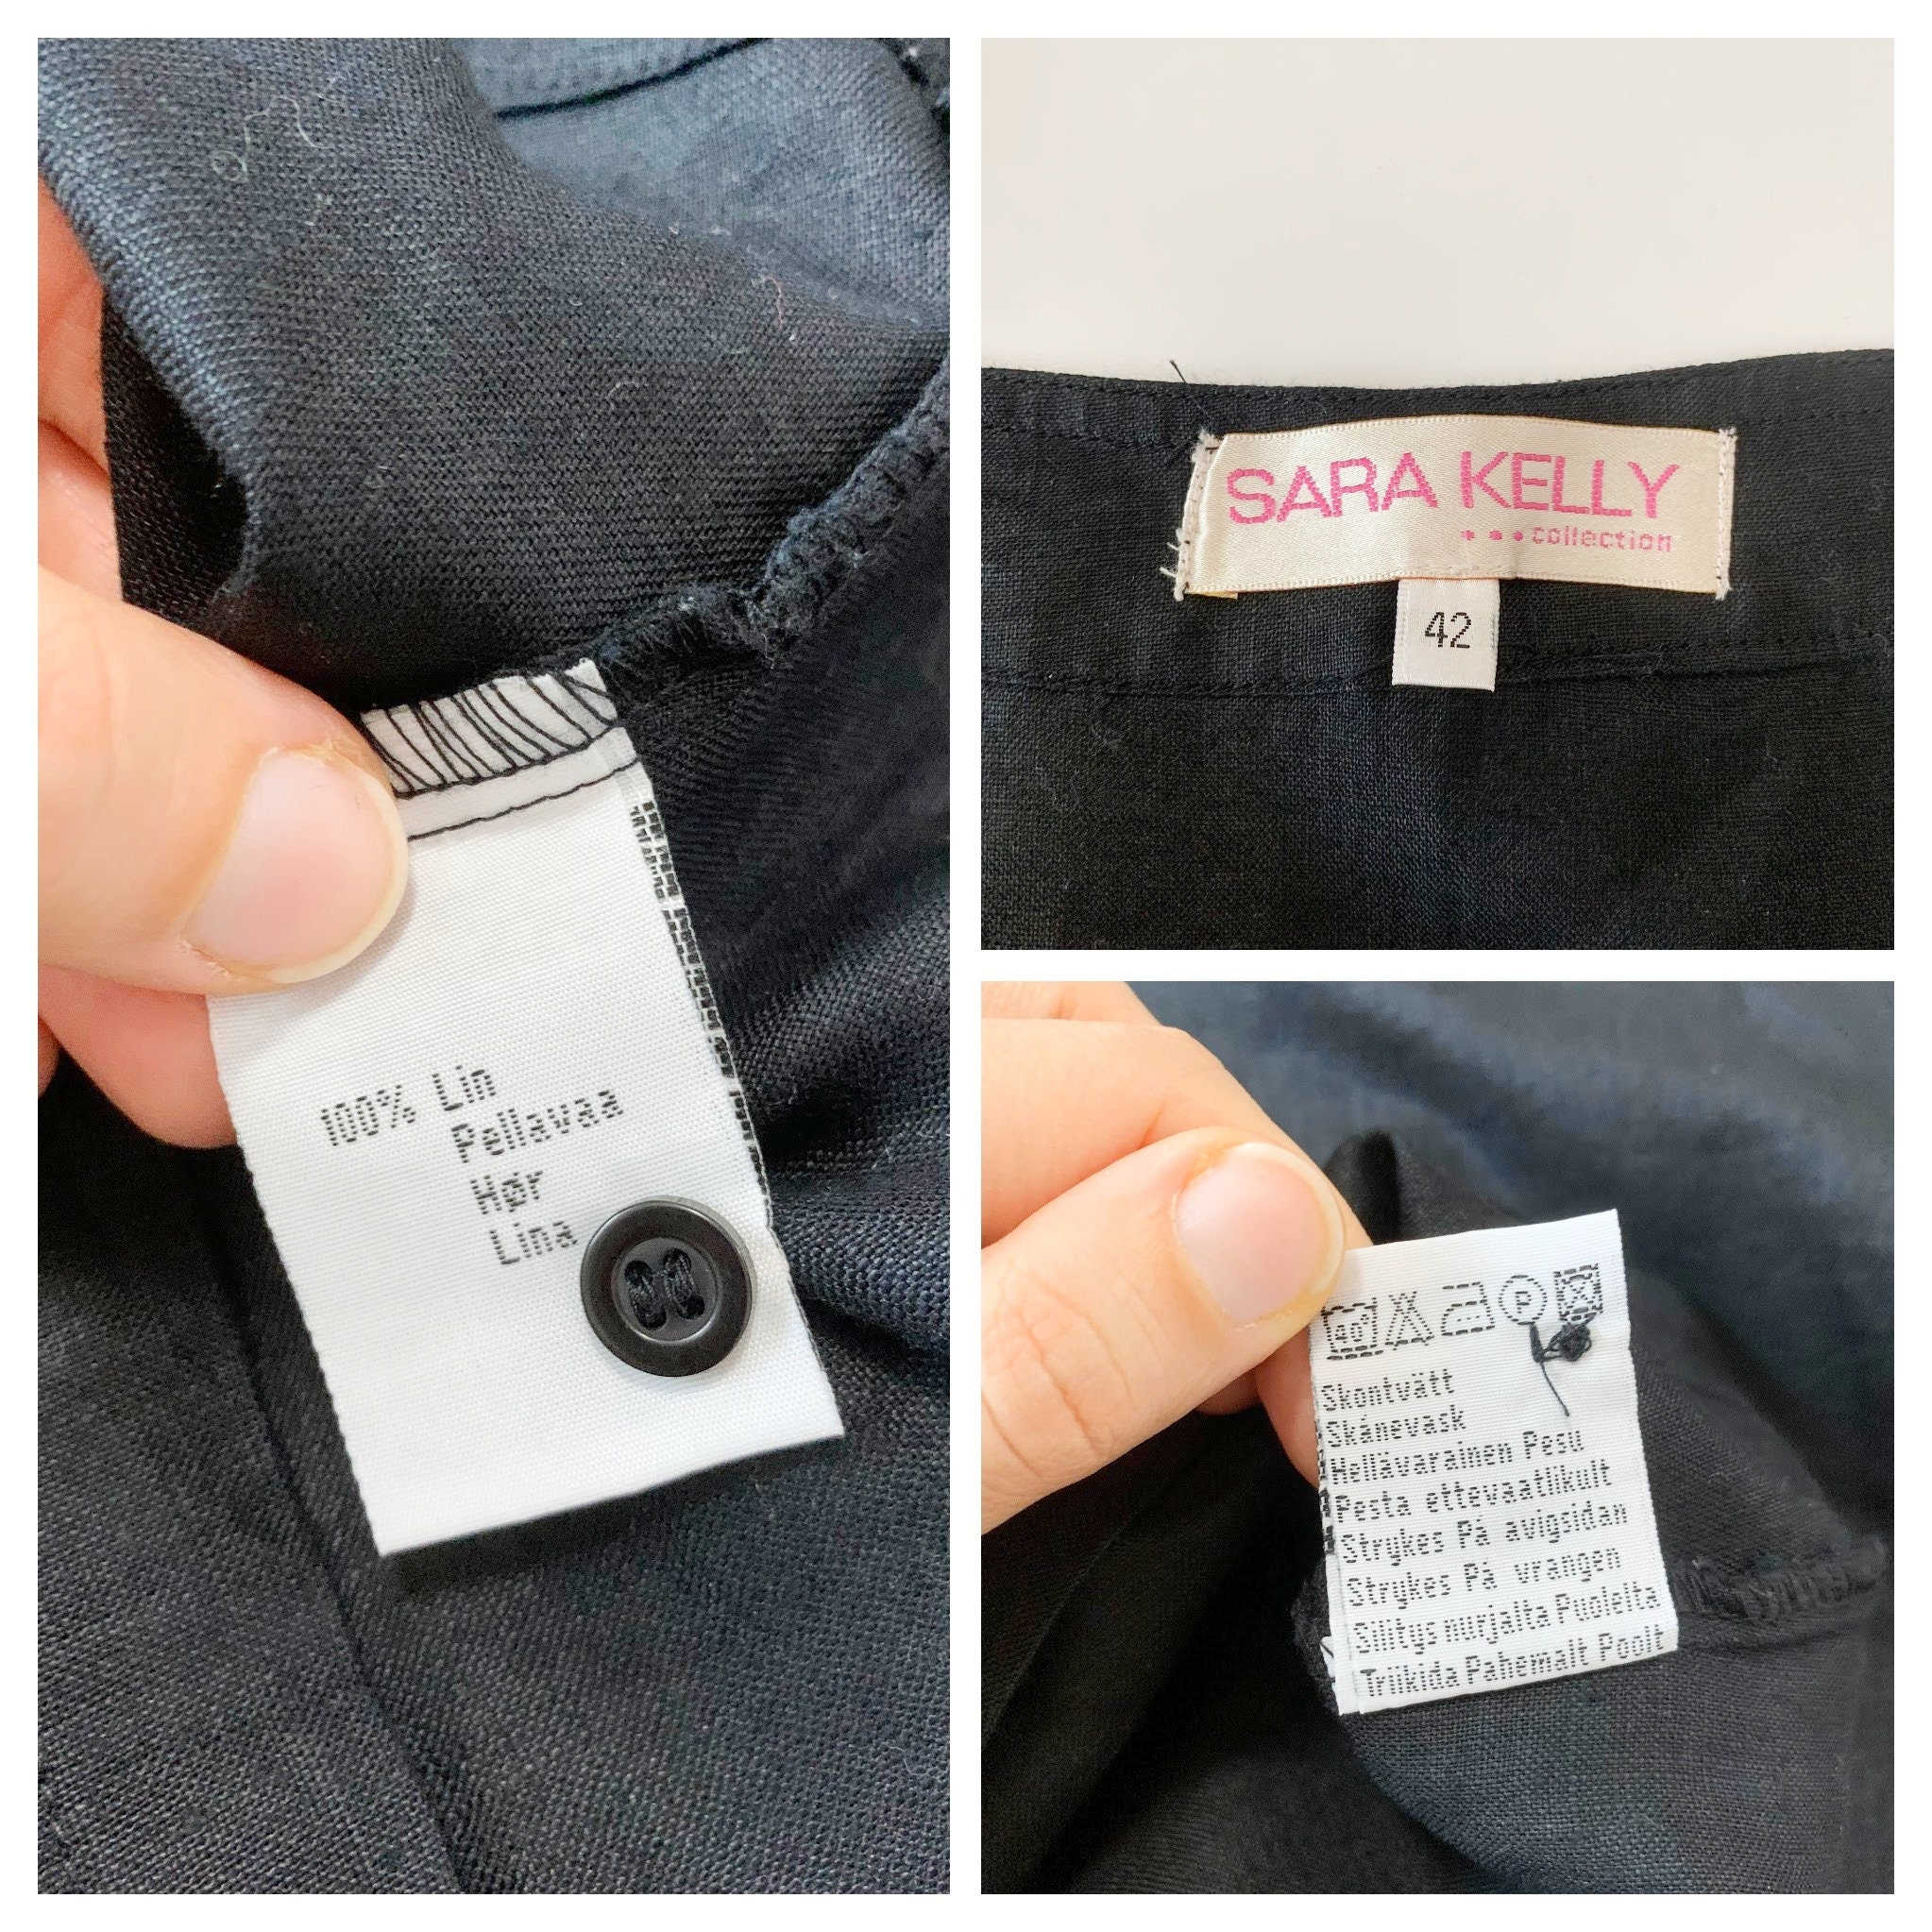 100% Lin
Pellavaa
Hør
Lina
SARA KELLY
...collection
42
40°
P
Skontvätt
Skånevask
Hellävarainen Pesu
Pesta ettevaatlikult
Strykes På avigsidan
Strykes På vrangen
Silitys nurjalta Puolelta
Triikida Pahemalt Poolt